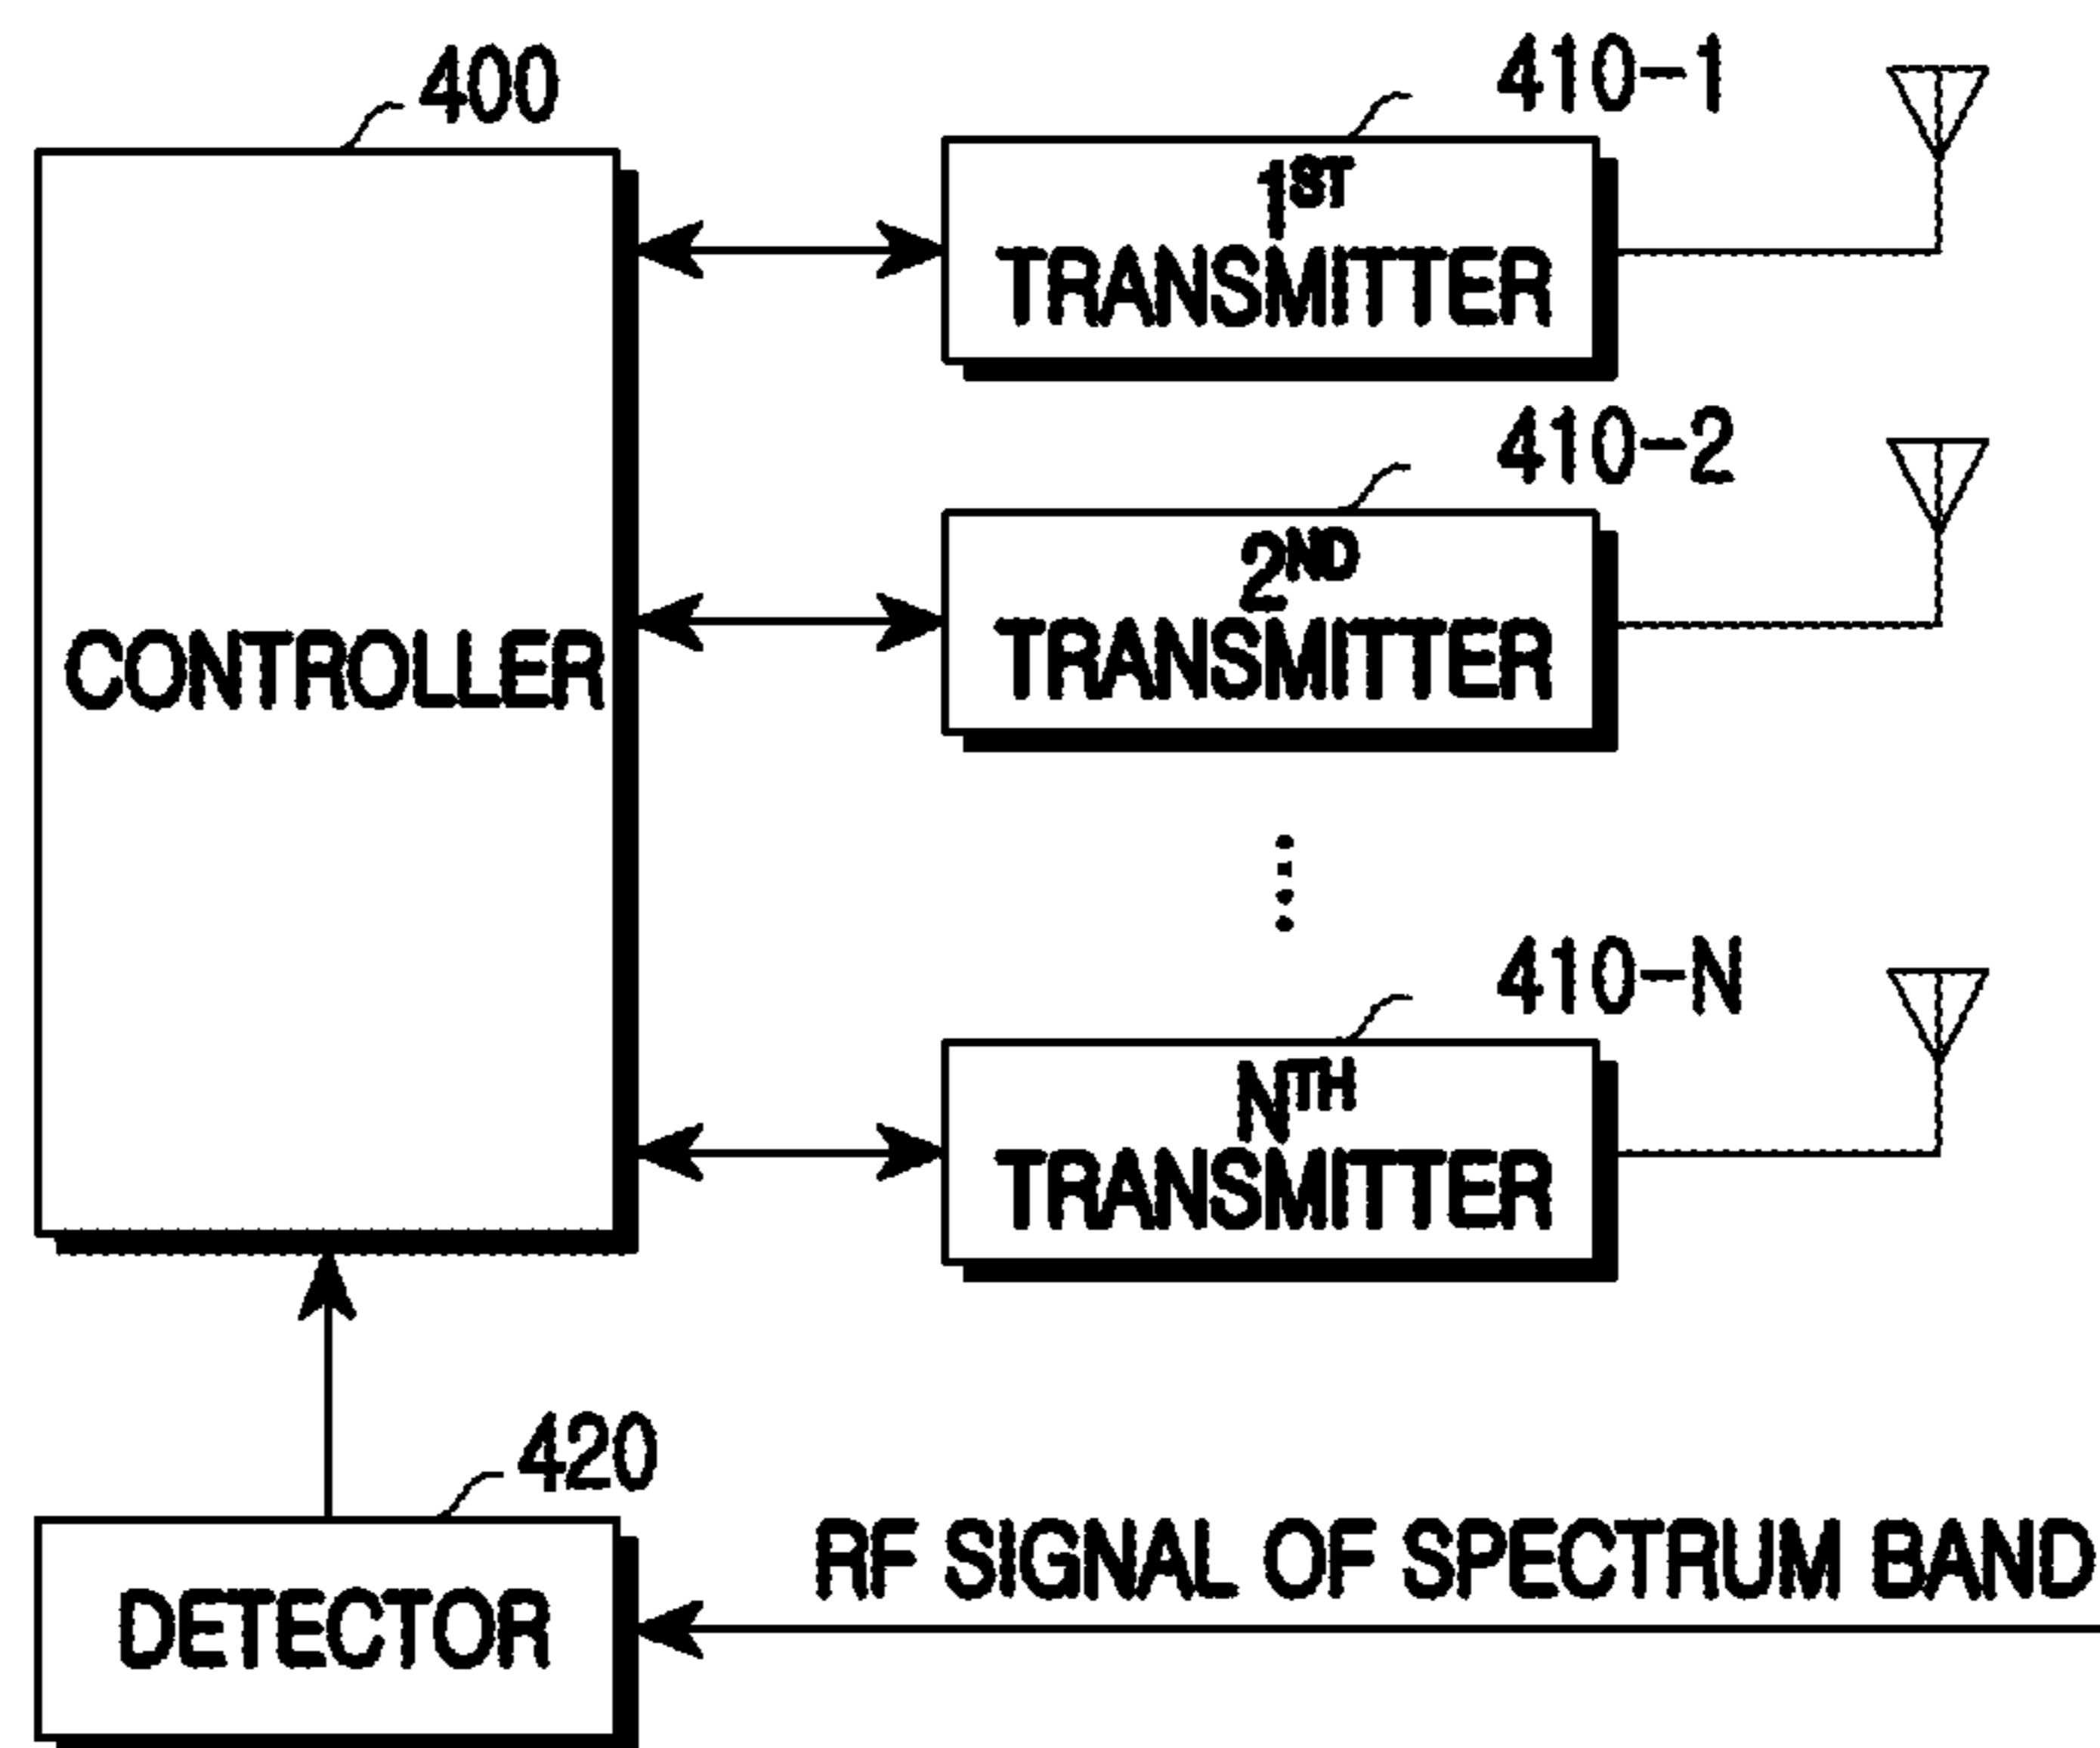 400
CONTROLLER
410-1
1ST
TRANSMITTER
410-2
2ND
TRANSMITTER
410-N
NTH
TRANSMITTER
420
DETECTOR
RF SIGNAL OF SPECTRUM BAND